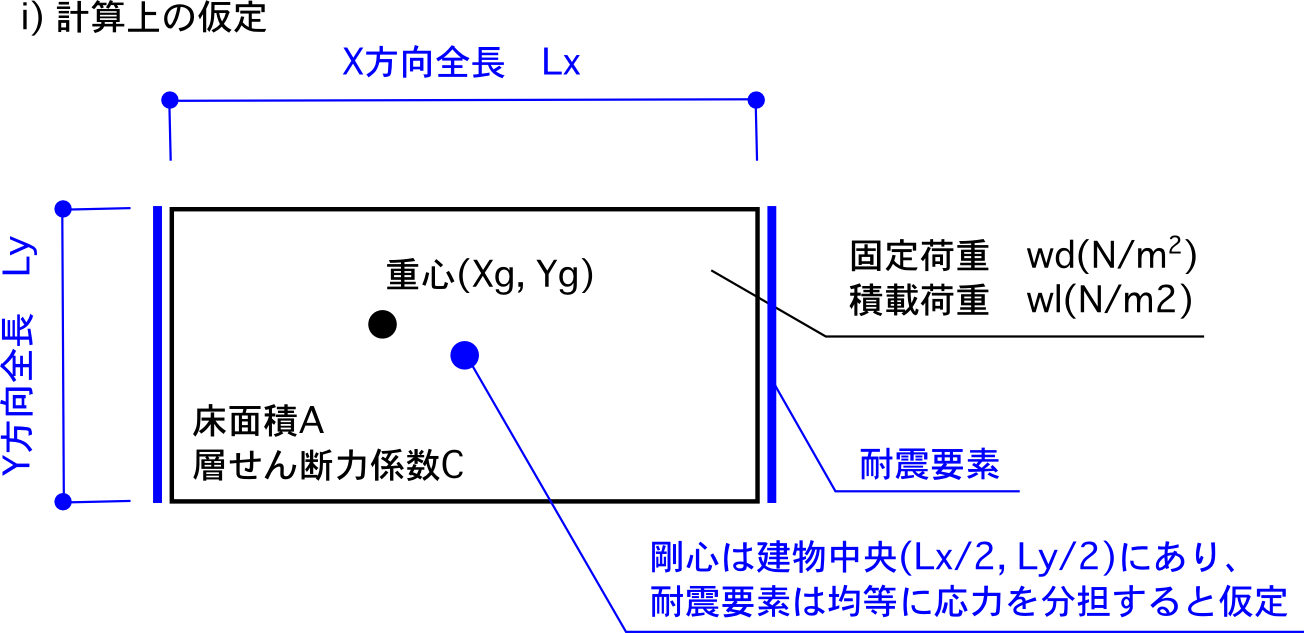 i) 計算上の仮定
X方向全長　Lx
Y方向全長　Ly
重心(Xg, Yg)
固定荷重　wd(N/m²)
積載荷重　wl(N/m2)
床面積A
層せん断力係数C
耐震要素
剛心は建物中央(Lx/2, Ly/2)にあり、
耐震要素は均等に応力を分担すると仮定